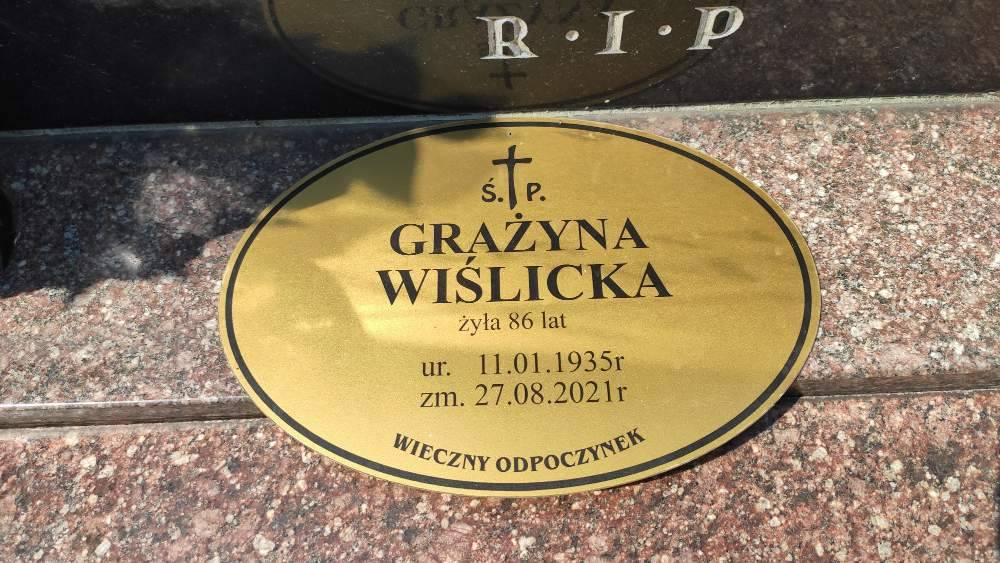 R·I·P
Ś. P.
GRAŻYNA
WIŚLICKA
żyła 86 lat
ur. 11.01.1935r
zm. 27.08.2021r
WIECZNY ODPOCZYNEK